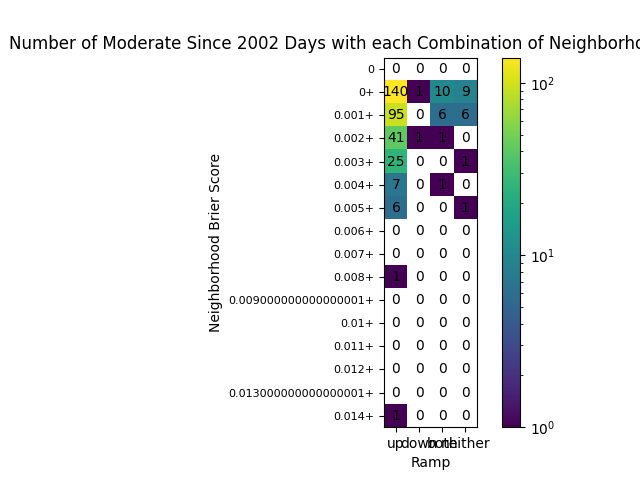 Number of Moderate Since 2002 Days with each Combination of Neighborho
0 0 0 0 0
0+ 140 1 10 9
0.001+ 95 0 6 6
0.002+ 41 1 1 0
0.003+ 25 0 0 1
0.004+ 7 0 1 0
0.005+ 6 0 0 1
0.006+ 0 0 0 0
0.007+ 0 0 0 0
0.008+ 1 0 0 0
0.009000000000000001+ 0 0 0 0
0.01+ 0 0 0 0
0.011+ 0 0 0 0
0.012+ 0 0 0 0
0.013000000000000001+ 0 0 0 0
0.014+ 1 0 0 0
up down both neither
Ramp
Neighborhood Brier Score
10²
10¹
10⁰